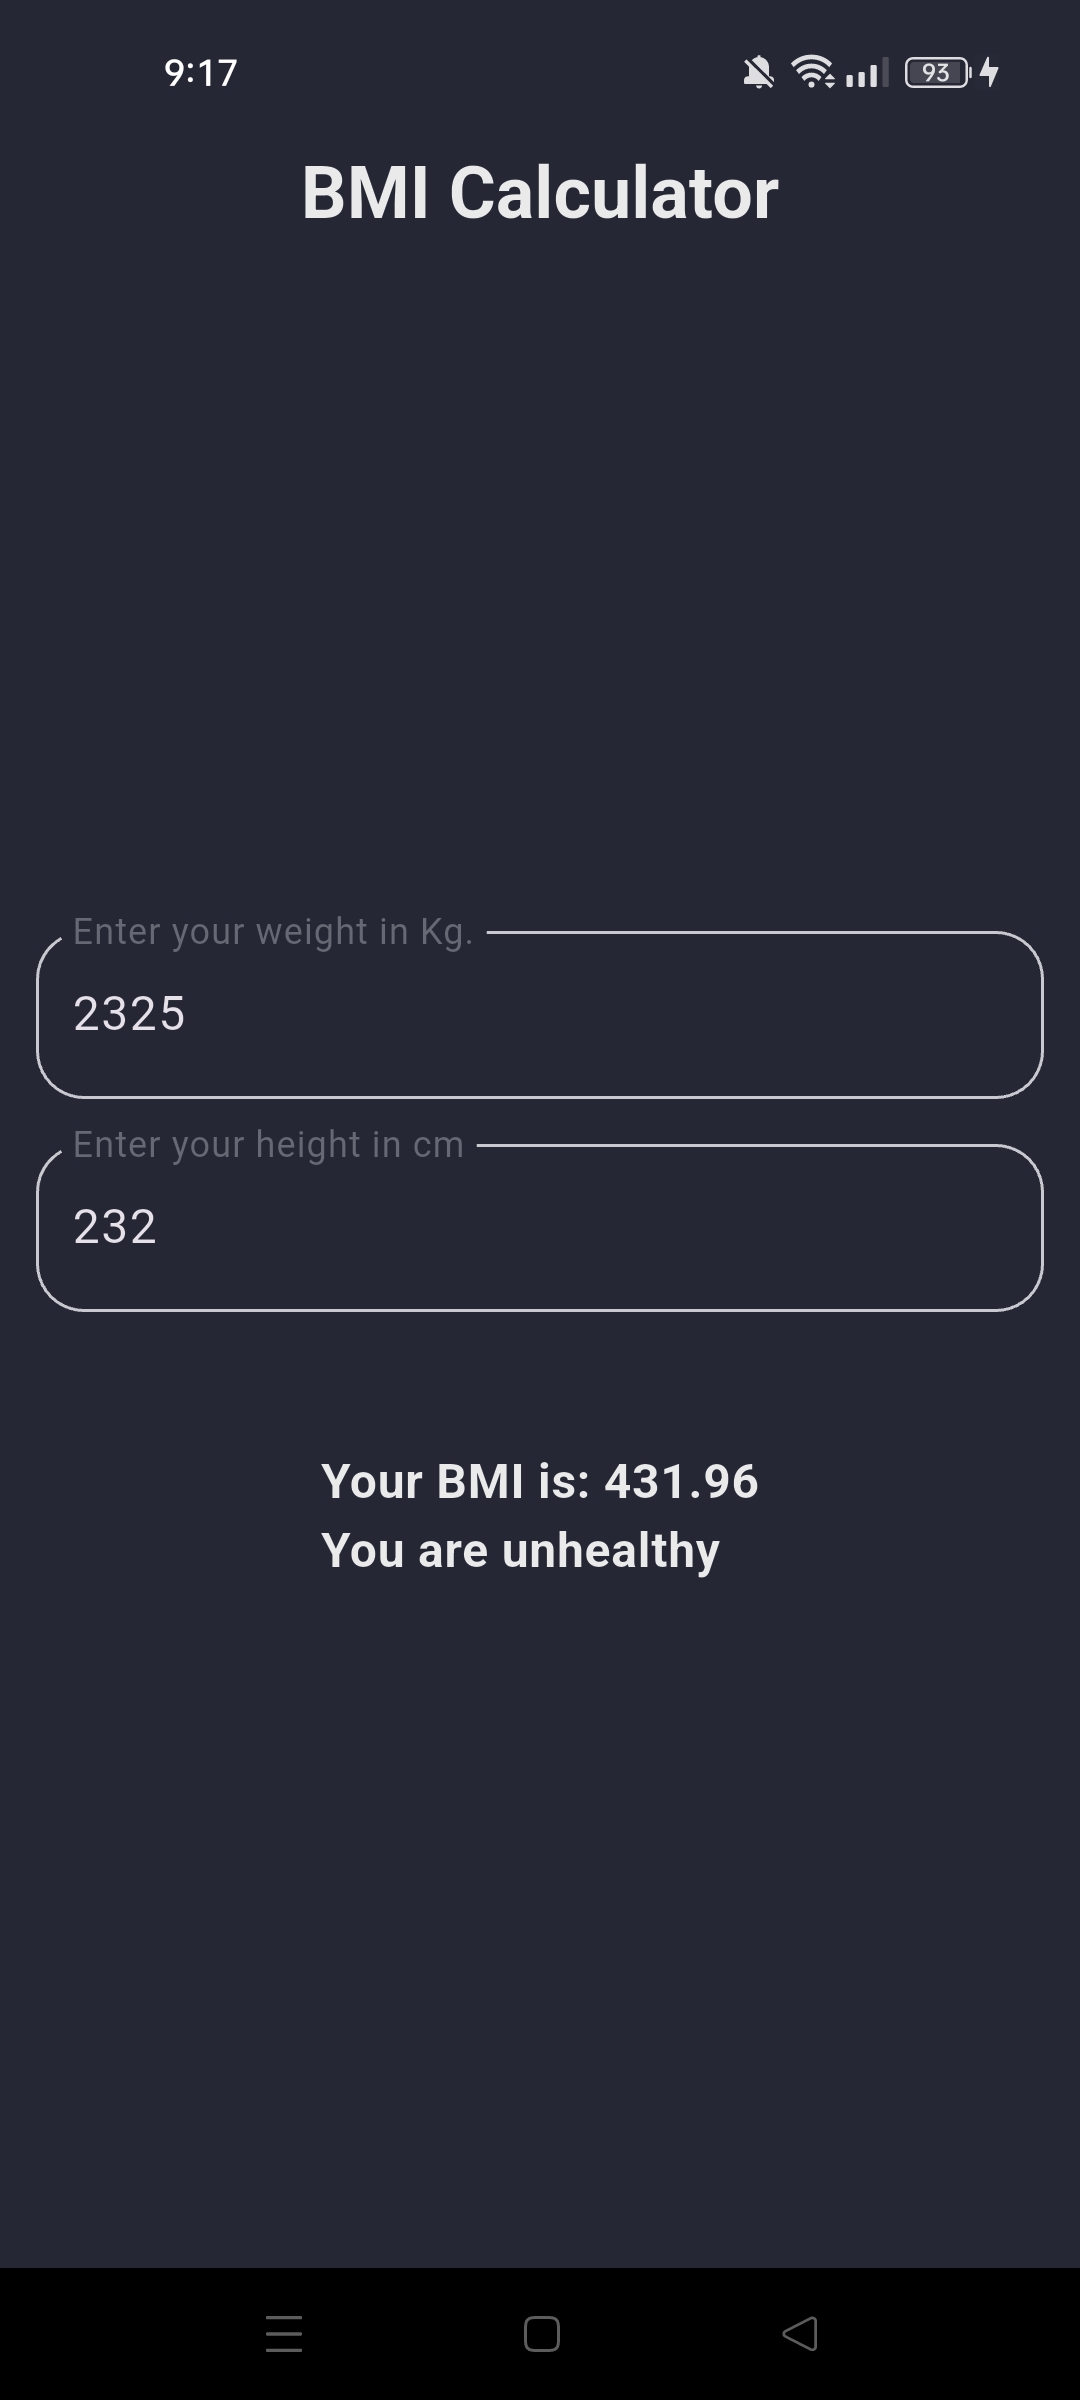 9:17
93
BMI Calculator
Enter your weight in Kg.
2325
Enter your height in cm
232
Your BMI is: 431.96
You are unhealthy